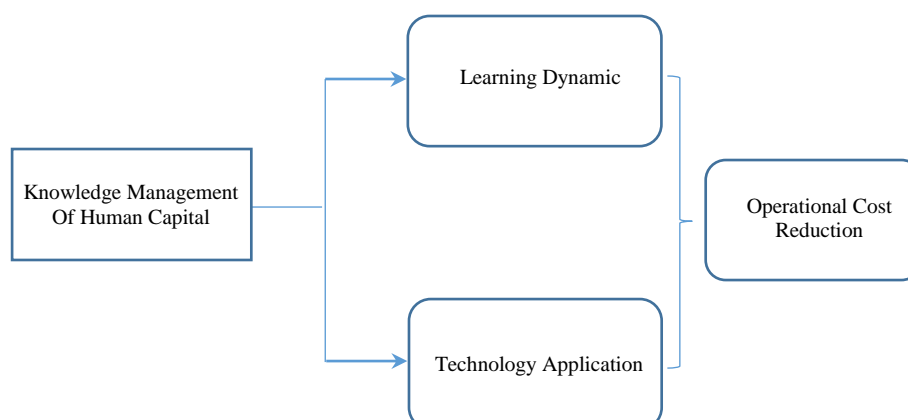 Learning Dynamic
Knowledge Management
Of Human Capital
Operational Cost
Reduction
Technology Application